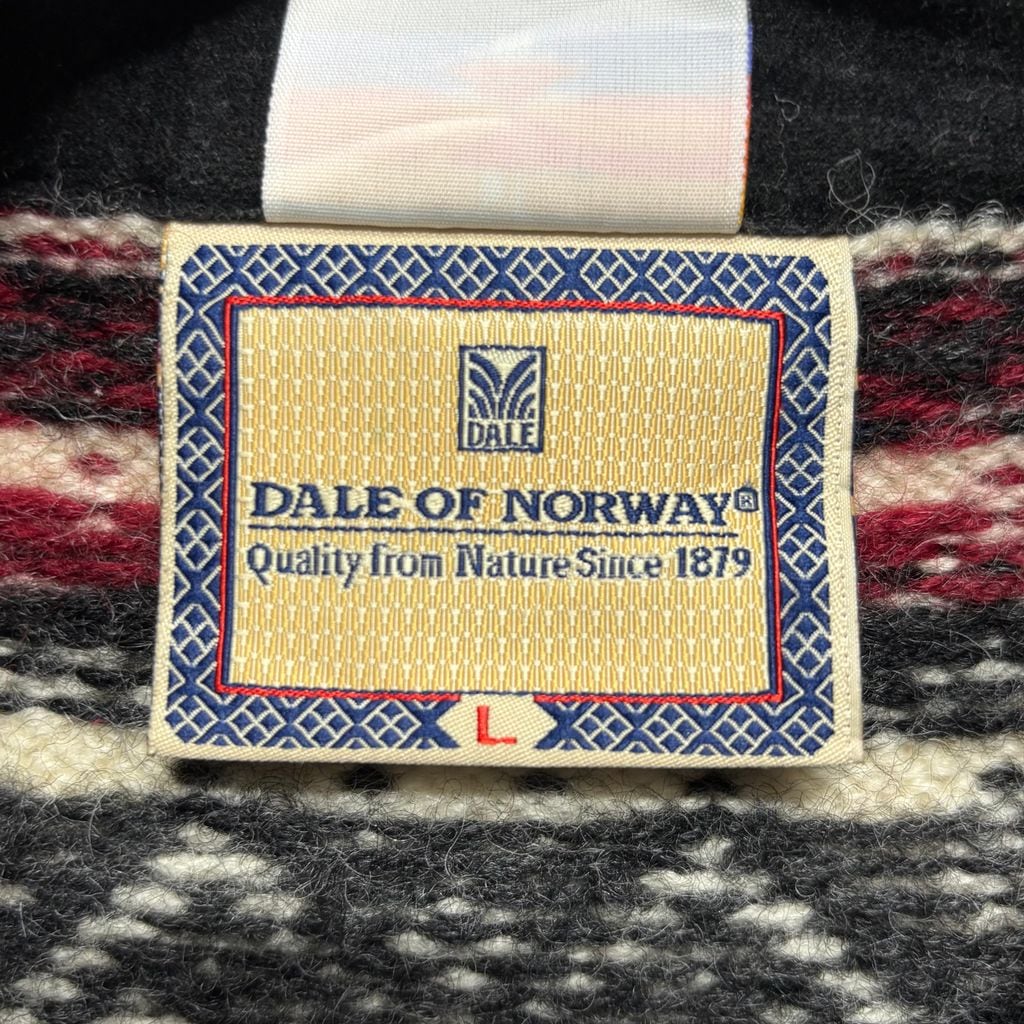 DALE
DALE OF NORWAY®
Quality from Nature Since 1879
L